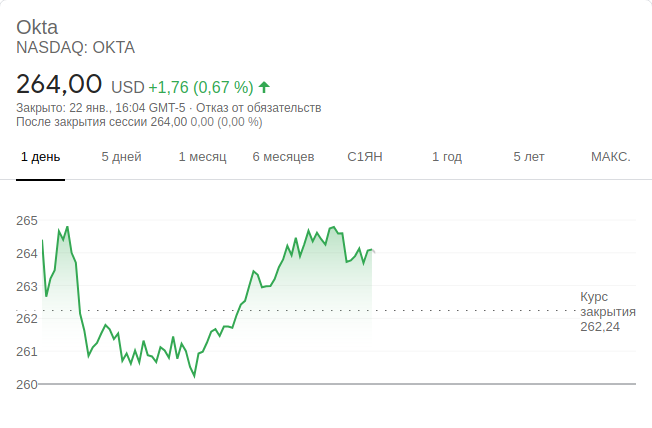 Okta
NASDAQ: OKTA
264,00 USD +1,76 (0,67 %)
Закрыто: 22 янв., 16:04 GMT-5 · Отказ от обязательств
После закрытия сессии 264,00 0,00 (0,00 %)
1 день 5 дней 1 месяц 6 месяцев С1ЯН 1 год 5 лет МАКС.
265
264
263
262
261
260
Курс
закрытия
262,24